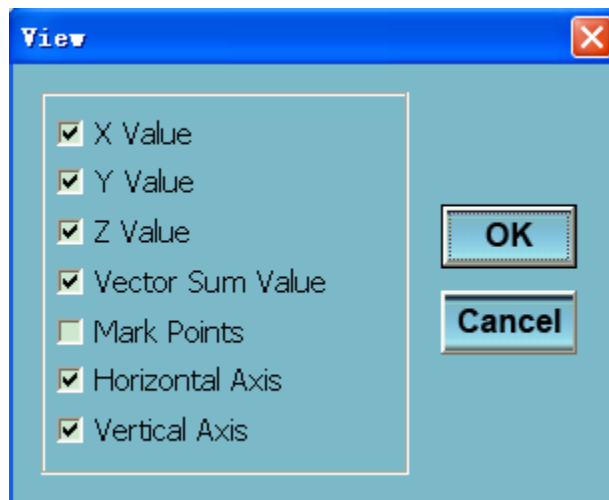 View
X Value
Y Value
Z Value
Vector Sum Value
Mark Points
Horizontal Axis
Vertical Axis
OK
Cancel